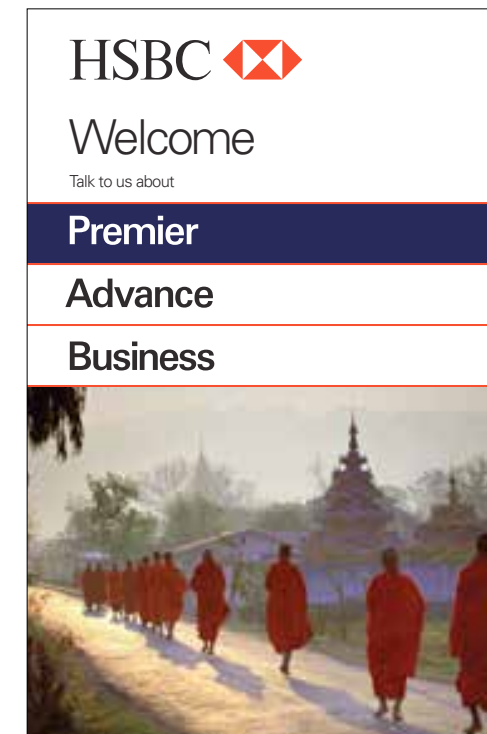 HSBC
Welcome
Talk to us about
Premier
Advance
Business